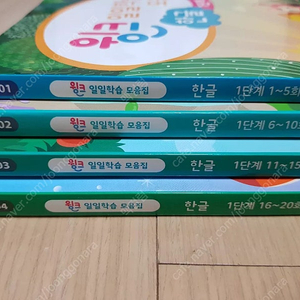 01 윙크 일일학습 모음집 한글 1단계 1~5회
02 윙크 일일학습 모음집 한글 1단계 6~10회
03 윙크 일일학습 모음집 한글 1단계 11~15
04 윙크 일일학습 모음집 한글 1단계 16~20회